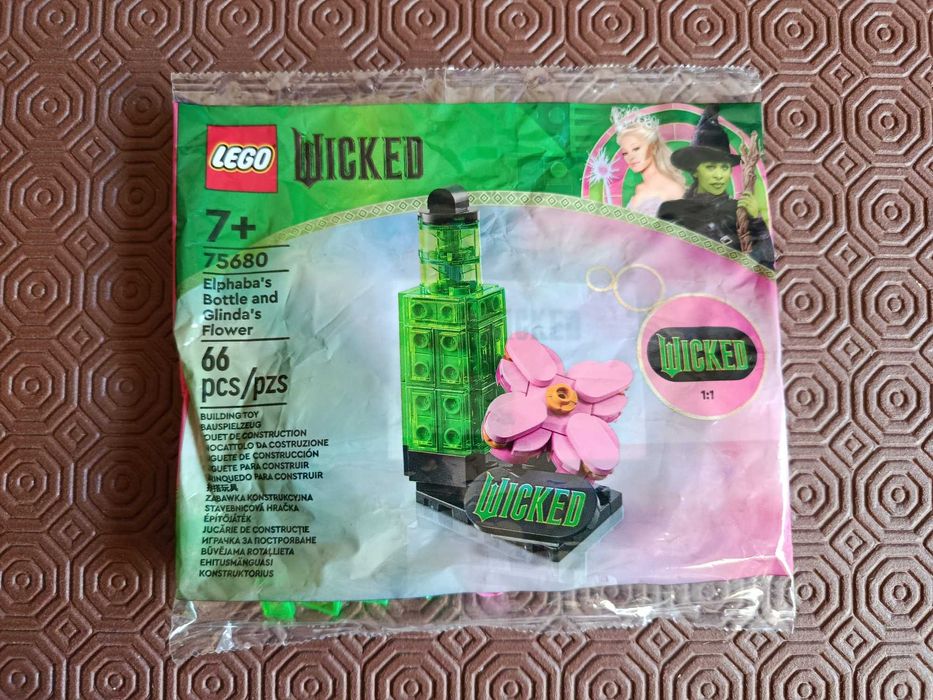 LEGO
WICKED
7+
75680
Elphaba's
Bottle and
Glinda's
Flower
66
pcs/pzs
BUILDING TOY
BAUSPIELZEUG
JOUET DE CONSTRUCTION
GIOCATTOLO DA COSTRUZIONE
JUGUETE DE CONSTRUCCIÓN
JUGUETE PARA CONSTRUIR
BRINQUEDO PARA CONSTRUIR
拼搭玩具
ZABAWKA KONSTRUKCYJNA
STAVEBNICOVÁ HRAČKA
ÉPÍTŐJÁTÉK
JUCĂRIE DE CONSTRUCȚIE
ИГРАЧКА ЗА ПОСТРОЯВАНЕ
BŪVĒJAMA ROTAĻLIETA
EHITUSMÄNGUASI
KONSTRUKTORIUS
WICKED
1:1
WICKED